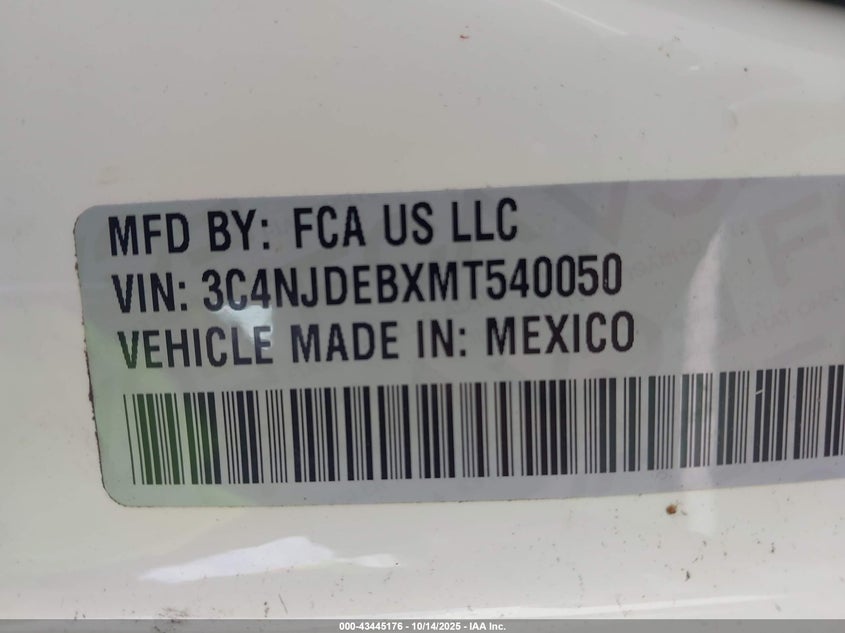 MFD BY: FCA US LLC
VIN: 3C4NJDEBXMT540050
VEHICLE MADE IN: MEXICO
000-43445176 - 10/14/2025 - IAA Inc.